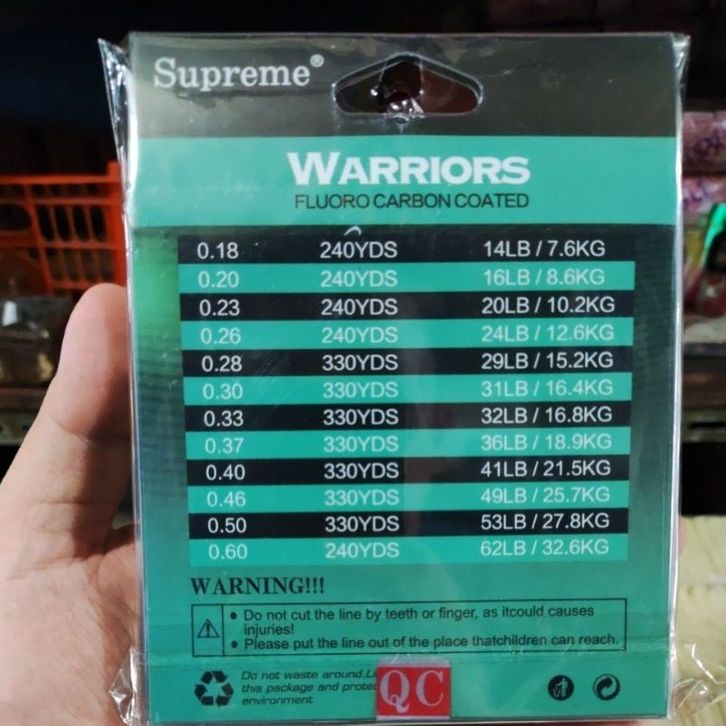 Supreme®
WARRIORS
FLUORO CARBON COATED
0.18 240YDS 14LB / 7.6KG
0.20 240YDS 16LB / 8.6KG
0.23 240YDS 20LB / 10.2KG
0.26 240YDS 24LB / 12.6KG
0.28 330YDS 29LB / 15.2KG
0.30 330YDS 31LB / 16.4KG
0.33 330YDS 32LB / 16.8KG
0.37 330YDS 36LB / 18.9KG
0.40 330YDS 41LB / 21.5KG
0.46 330YDS 49LB / 25.7KG
0.50 330YDS 53LB / 27.8KG
0.60 240YDS 62LB / 32.6KG
WARNING!!!
• Do not cut the line by teeth or finger, as itcould causes
injuries!
• Please put the line out of the place thatchildren can reach.
Do not waste around.
this package and
environment
QC